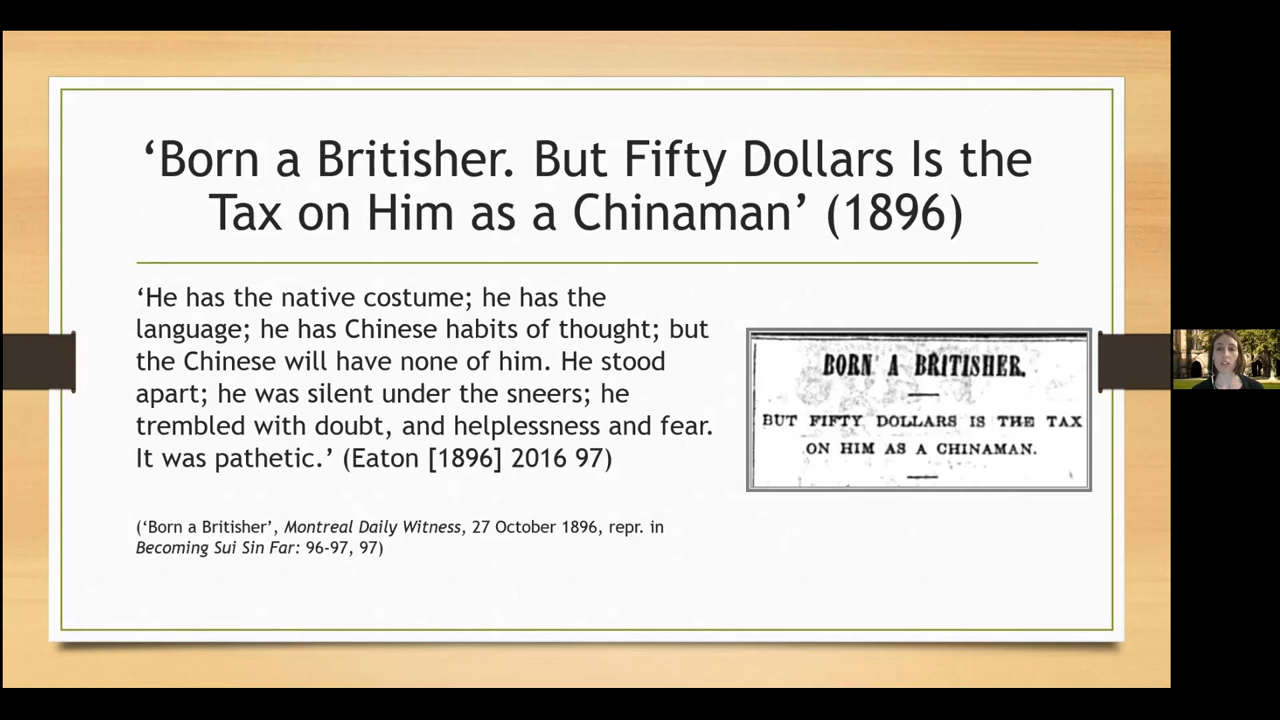 ‘Born a Britisher. But Fifty Dollars Is the
Tax on Him as a Chinaman’ (1896)
‘He has the native costume; he has the
language; he has Chinese habits of thought; but
the Chinese will have none of him. He stood
apart; he was silent under the sneers; he
trembled with doubt, and helplessness and fear.
It was pathetic.’ (Eaton [1896] 2016 97)
(‘Born a Britisher’, Montreal Daily Witness, 27 October 1896, repr. in
Becoming Sui Sin Far: 96-97, 97)
BORN A BRITISHER.
BUT FIFTY DOLLARS IS THE TAX
ON HIM AS A CHINAMAN.